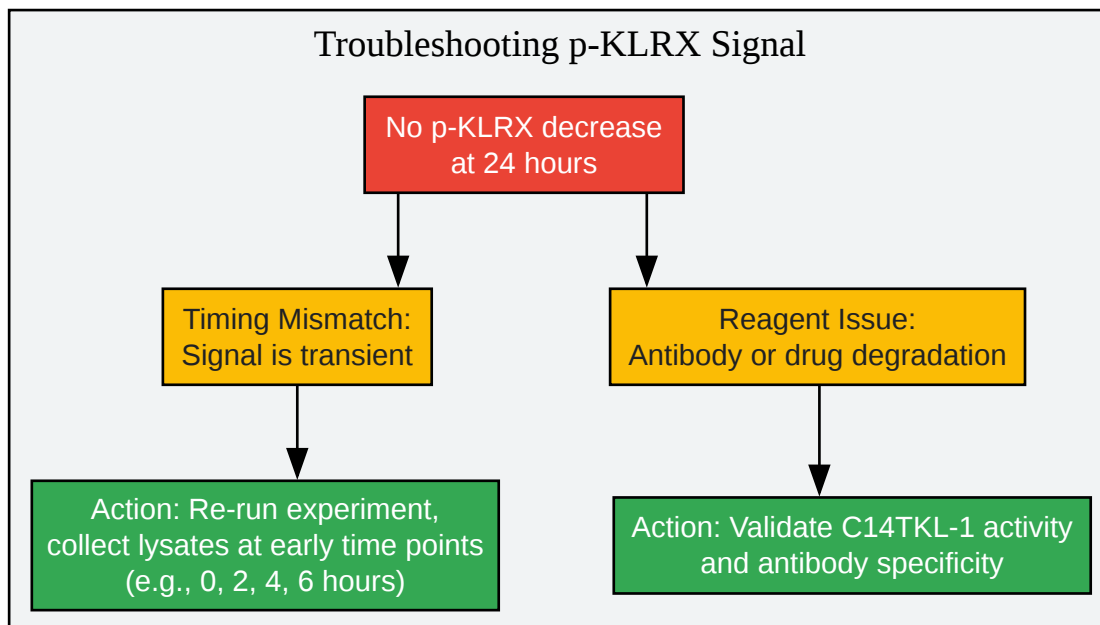 Troubleshooting p-KLRX Signal
No p-KLRX decrease
at 24 hours
Timing Mismatch:
Signal is transient
Reagent Issue:
Antibody or drug degradation
Action: Re-run experiment,
collect lysates at early time points
(e.g., 0, 2, 4, 6 hours)
Action: Validate C14TKL-1 activity
and antibody specificity